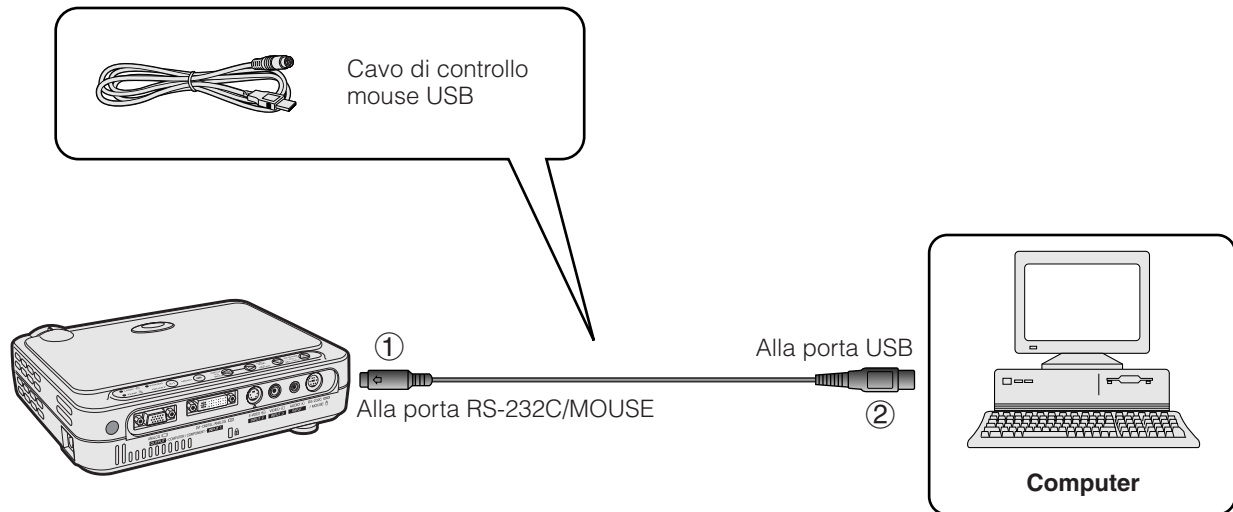 Cavo di controllo
mouse USB
①
Alla porta USB
Alla porta RS-232C/MOUSE
②
Computer